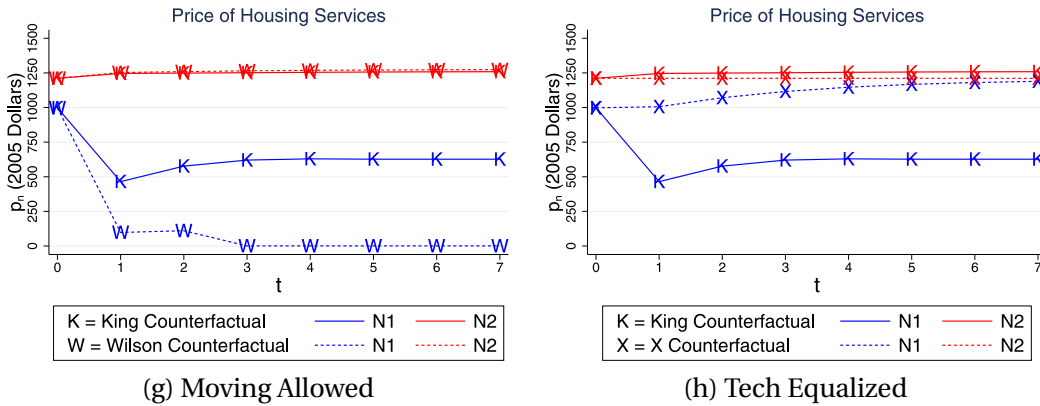 Price of Housing Services
pₙ (2005 Dollars)
1500
1250
1000
750
500
250
0
K K K K K K K K
W W W W W W W W
0 1 2 3 4 5 6 7
t
K = King Counterfactual N1 N2
W = Wilson Counterfactual N1 N2
(g) Moving Allowed
Price of Housing Services
pₙ (2005 Dollars)
1500
1250
1000
750
500
250
0
K K K K K K K K
X X X X X X X X
0 1 2 3 4 5 6 7
t
K = King Counterfactual N1 N2
X = X Counterfactual N1 N2
(h) Tech Equalized